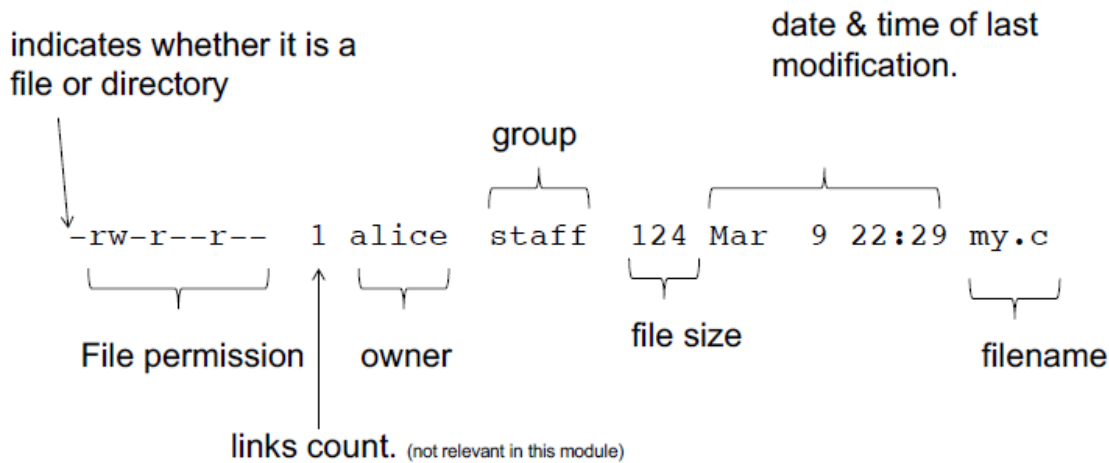 indicates whether it is a
file or directory
date & time of last
modification.
group
-rw-r--r--  1 alice  staff  124 Mar  9 22:29 my.c
File permission
owner
file size
filename
links count. (not relevant in this module)